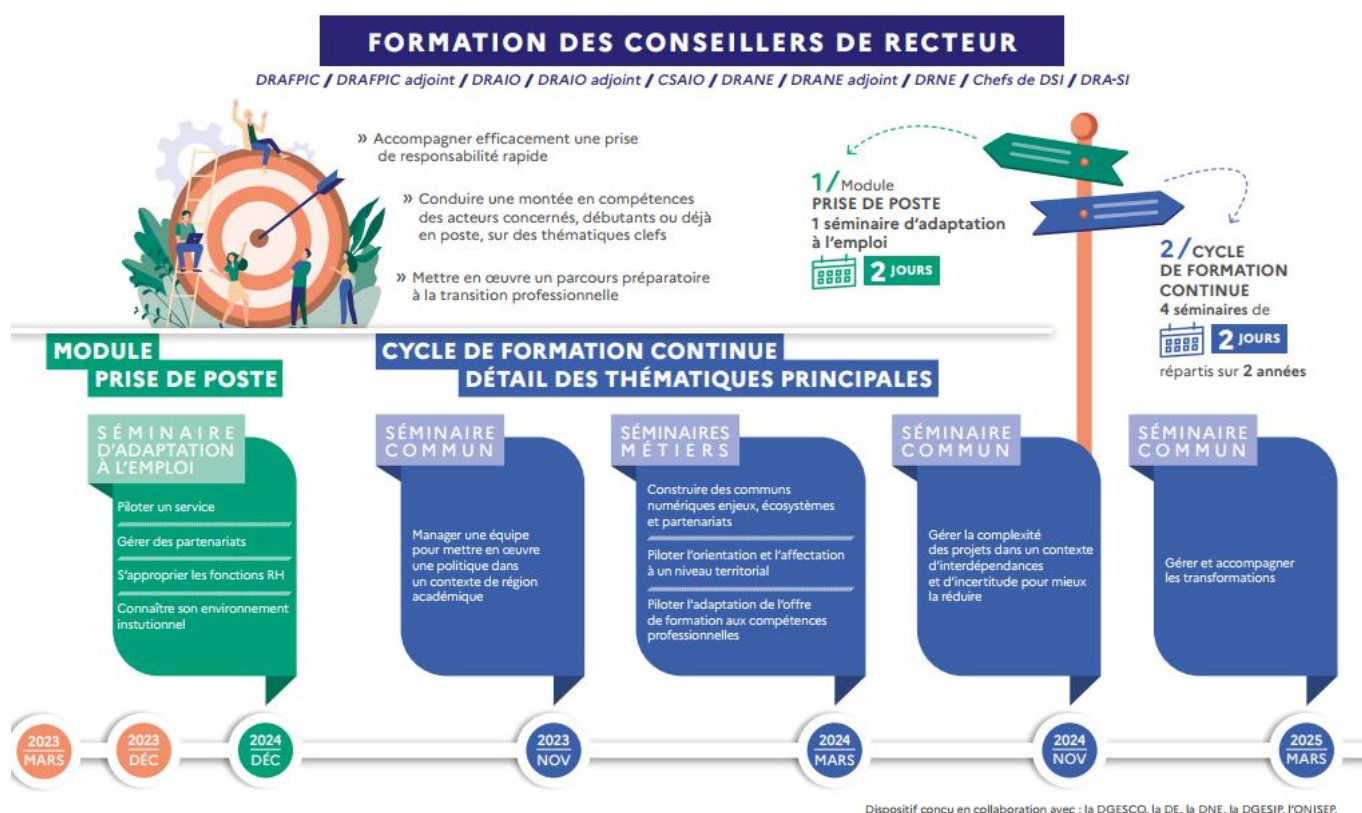 FORMATION DES CONSEILLERS DE RECTEUR
DRAFPIC / DRAFPIC adjoint / DRAIO / DRAIO adjoint / CSAIO / DRANE / DRANE adjoint / DRNE / Chefs de DSI / DRA-SI
» Accompagner efficacement une prise
de responsabilité rapide
» Conduire une montée en compétences
des acteurs concernés, débutants ou déjà
en poste, sur des thématiques clefs
» Mettre en œuvre un parcours préparatoire
à la transition professionnelle
1/ Module
PRISE DE POSTE
1 séminaire d'adaptation
à l'emploi
2 JOURS
2/ CYCLE
DE FORMATION
CONTINUE
4 séminaires de
2 JOURS
répartis sur 2 années
MODULE
PRISE DE POSTE
SÉMINAIRE
D'ADAPTATION
À L'EMPLOI
Piloter un service
Gérer des partenariats
S'approprier les fonctions RH
Connaître son environnement
instutionnel
CYCLE DE FORMATION CONTINUE
DÉTAIL DES THÉMATIQUES PRINCIPALES
SÉMINAIRE
COMMUN
Manager une équipe
pour mettre en œuvre
une politique dans
un contexte de région
académique
SÉMINAIRES
MÉTIERS
Construire des communs
numériques enjeux, écosystèmes
et partenariats
Piloter l'orientation et l'affectation
à un niveau territorial
Piloter l'adaptation de l'offre
de formation aux compétences
professionnelles
SÉMINAIRE
COMMUN
Gérer la complexité
des projets dans un contexte
d'interdépendances
et d'incertitude pour mieux
la réduire
SÉMINAIRE
COMMUN
Gérer et accompagner
les transformations
2023
MARS
2023
DÉC
2024
DÉC
2023
NOV
2024
MARS
2024
NOV
2025
MARS
Dispositif conçu en collaboration avec : la DGESCO, la DE, la DNE, la DGESIP, l'ONISEP.